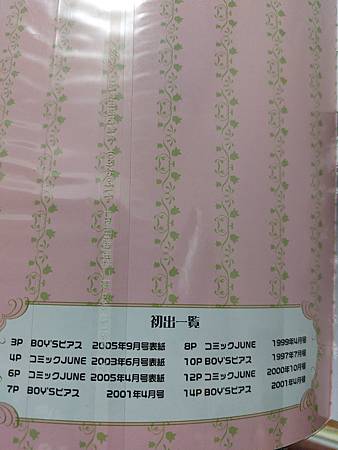 初出一覧
3P BOY'Sピアス 2005年9月号表紙
4P コミックJUNE 2003年6月号表紙
6P コミックJUNE 2005年4月号表紙
7P BOY'Sピアス 2001年4月号
8P コミックJUNE 1999年4月号
10P BOY'Sピアス 1997年7月号
12P コミックJUNE 2000年10月号
14P BOY'Sピアス 2001年4月号